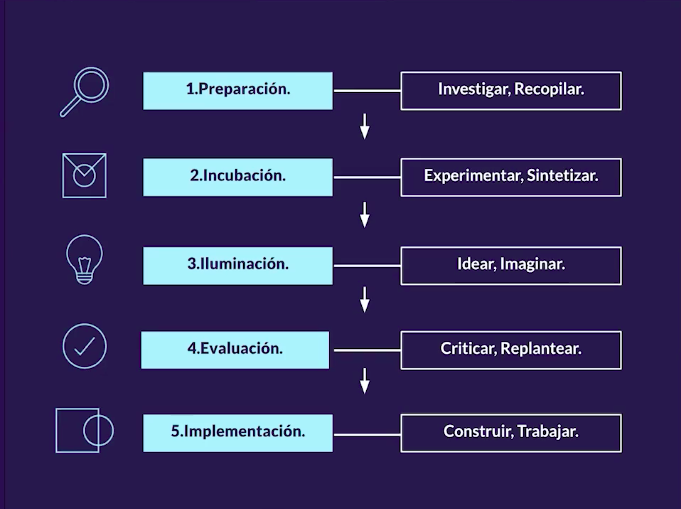 1.Preparación.
Investigar, Recopilar.
2.Incubación.
Experimentar, Sintetizar.
3.Iluminación.
Idear, Imaginar.
4.Evaluación.
Criticar, Replantear.
5.Implementación.
Construir, Trabajar.